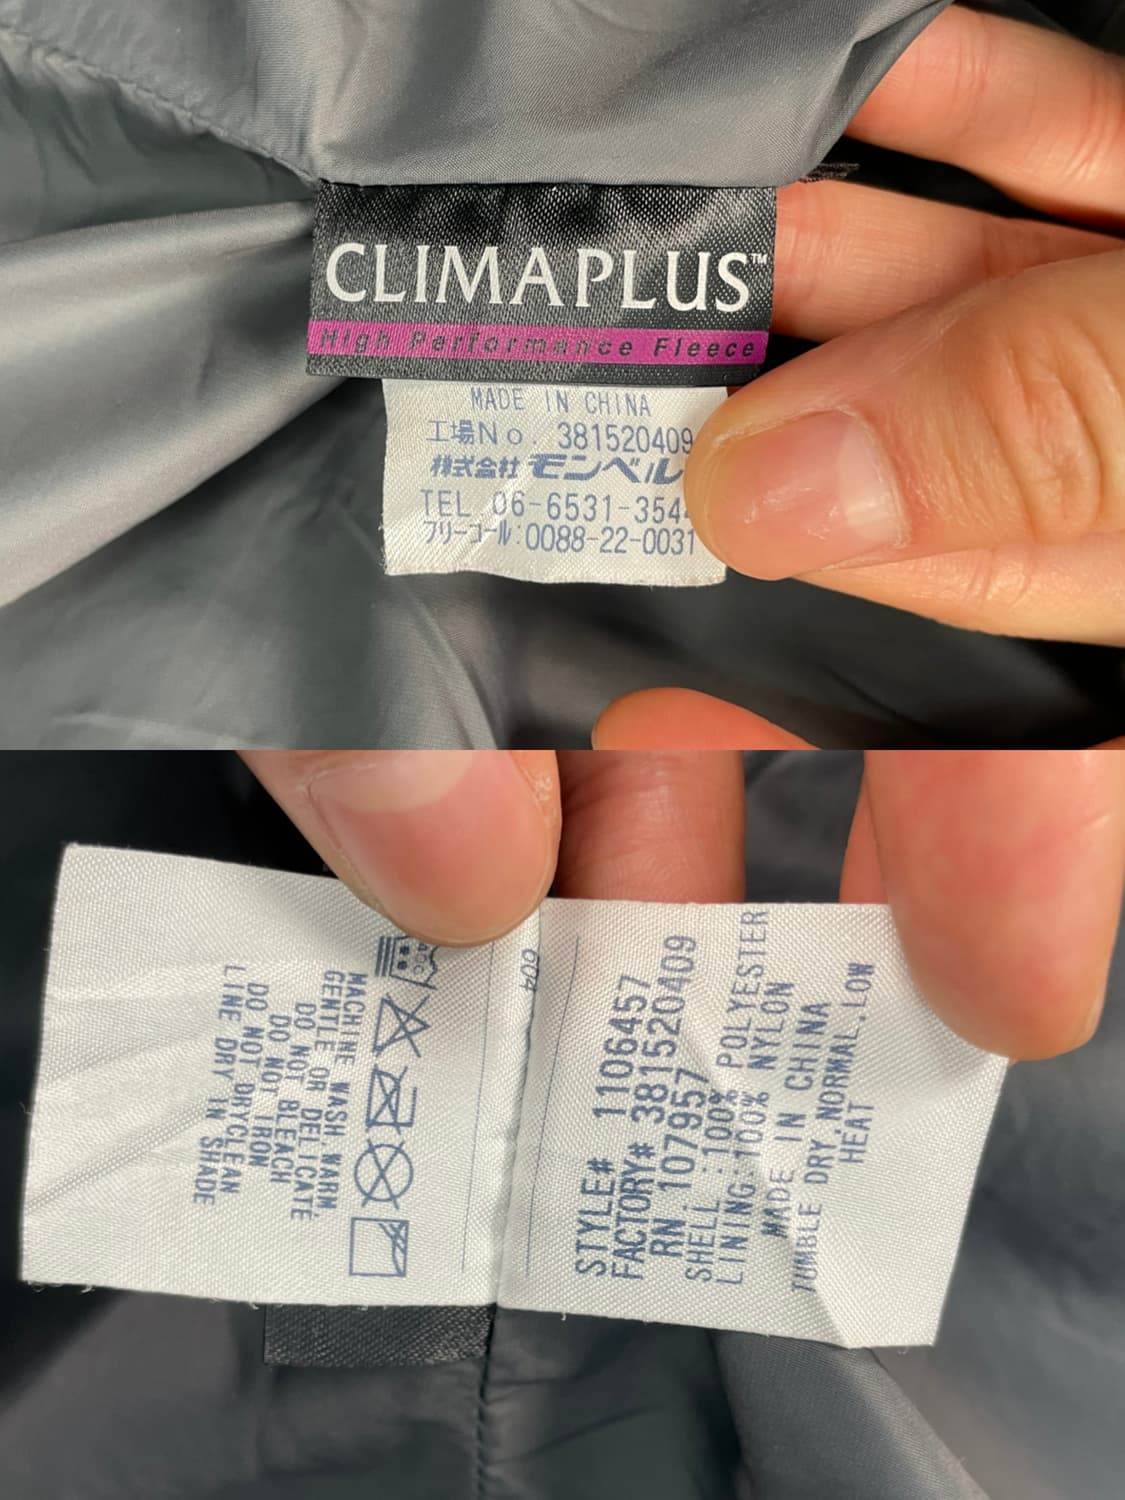 CLIMAPLUS™
High Performance Fleece
MADE IN CHINA
工場No. 381520409
株式会社 モンベル
TEL 06-6531-354
フリーコール:0088-22-0031
40C
MACHINE WASH,WARM,
GENTLE OR DELICATE
DO NOT BLEACH
DO NOT IRON
DO NOT DRYCLEAN
LINE DRY IN SHADE
604
STYLE# 1106457
FACTORY# 381520409
RN 107957
SHELL :100% POLYESTER
LINING:100% NYLON
MADE IN CHINA
TUMBLE DRY,NORMAL,LOW
HEAT